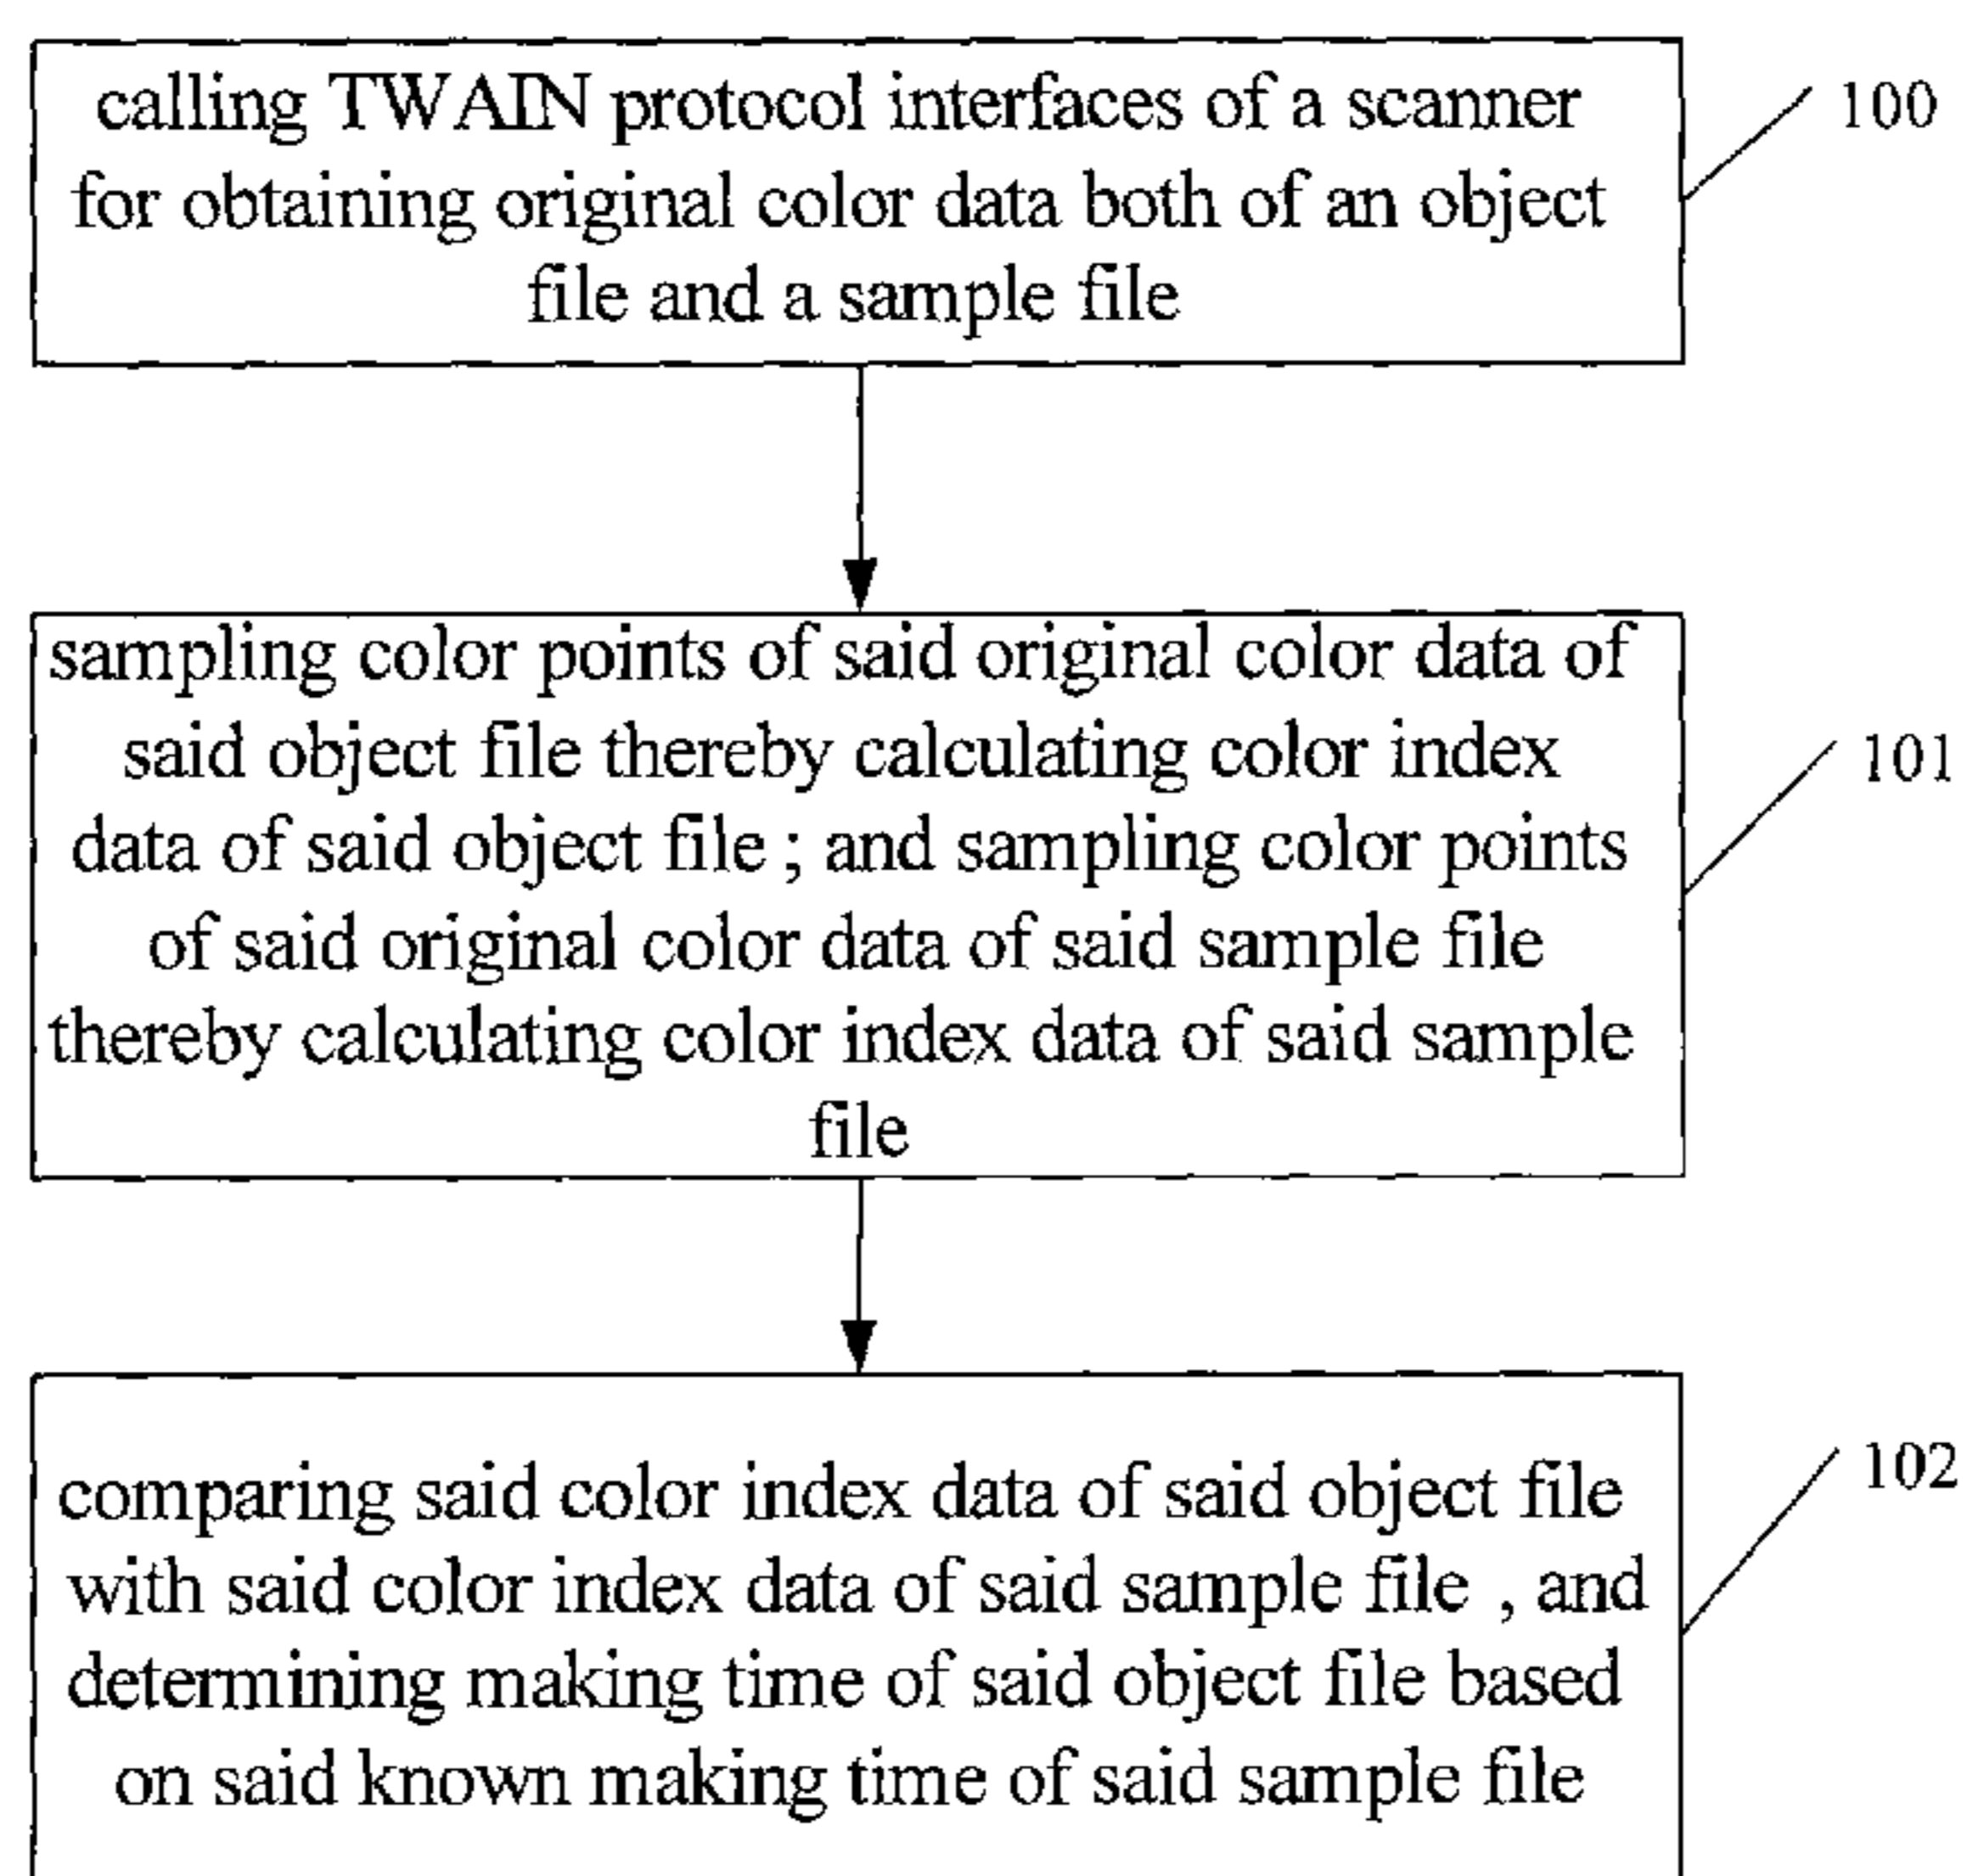 calling TWAIN protocol interfaces of a scanner
for obtaining original color data both of an object
file and a sample file
100
sampling color points of said original color data of
said object file thereby calculating color index
data of said object file ; and sampling color points
of said original color data of said sample file
thereby calculating color index data of said sample
file
101
comparing said color index data of said object file
with said color index data of said sample file , and
determining making time of said object file based
on said known making time of said sample file
102